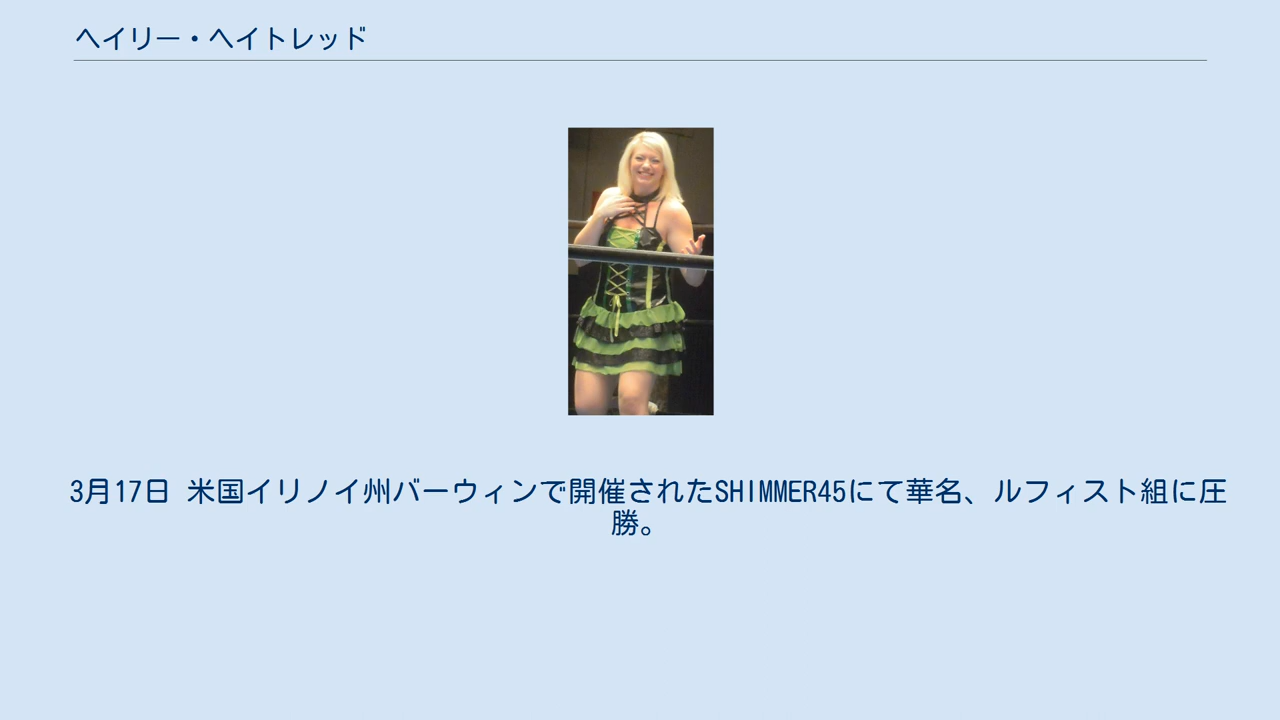 ヘイリー・ヘイトレッド
3月17日 米国イリノイ州バーウィンで開催されたSHIMMER45にて華名、ルフィスト組に圧
勝。